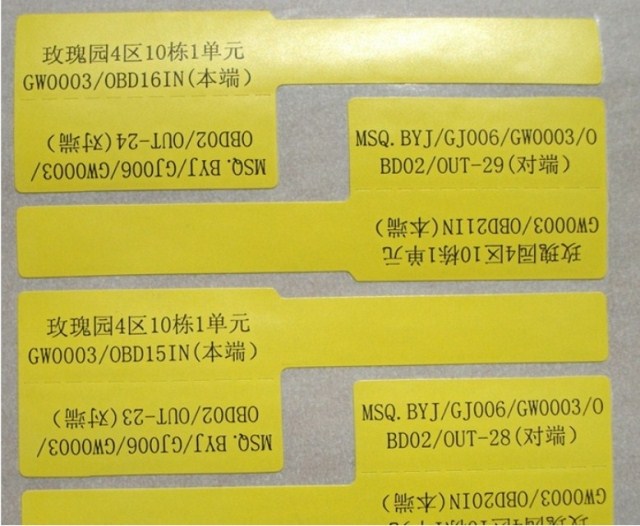 玫瑰园4区10栋1单元
GW0003/OBD16IN(本端)
MSQ.BYJ/GJ006/GW0003/
OBD02/OUT-24(对端)
MSQ.BYJ/GJ006/GW0003/O
BD02/OUT-29(对端)
玫瑰园4区10栋1单元
GW0003/OBD21IN(本端)
玫瑰园4区10栋1单元
GW0003/OBD15IN(本端)
MSQ.BYJ/GJ006/GW0003/
OBD02/OUT-23(对端)
MSQ.BYJ/GJ006/GW0003/O
BD02/OUT-28(对端)
GW0003/OBD20IN(本端)